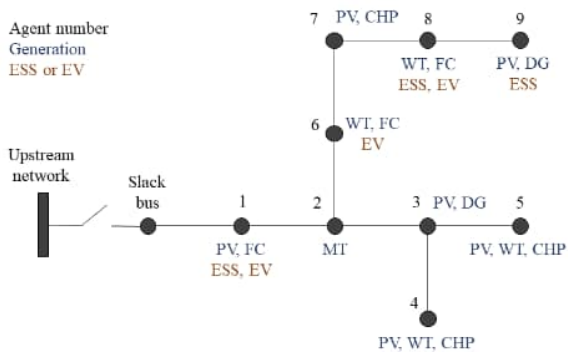 Agent number
Generation
ESS or EV
7 PV, CHP 8 9
WT, FC PV, DG
ESS, EV ESS
6 WT, FC
EV
Upstream
network
Slack
bus
1 2 3 PV, DG 5
PV, FC MT PV, WT, CHP
ESS, EV
4
PV, WT, CHP